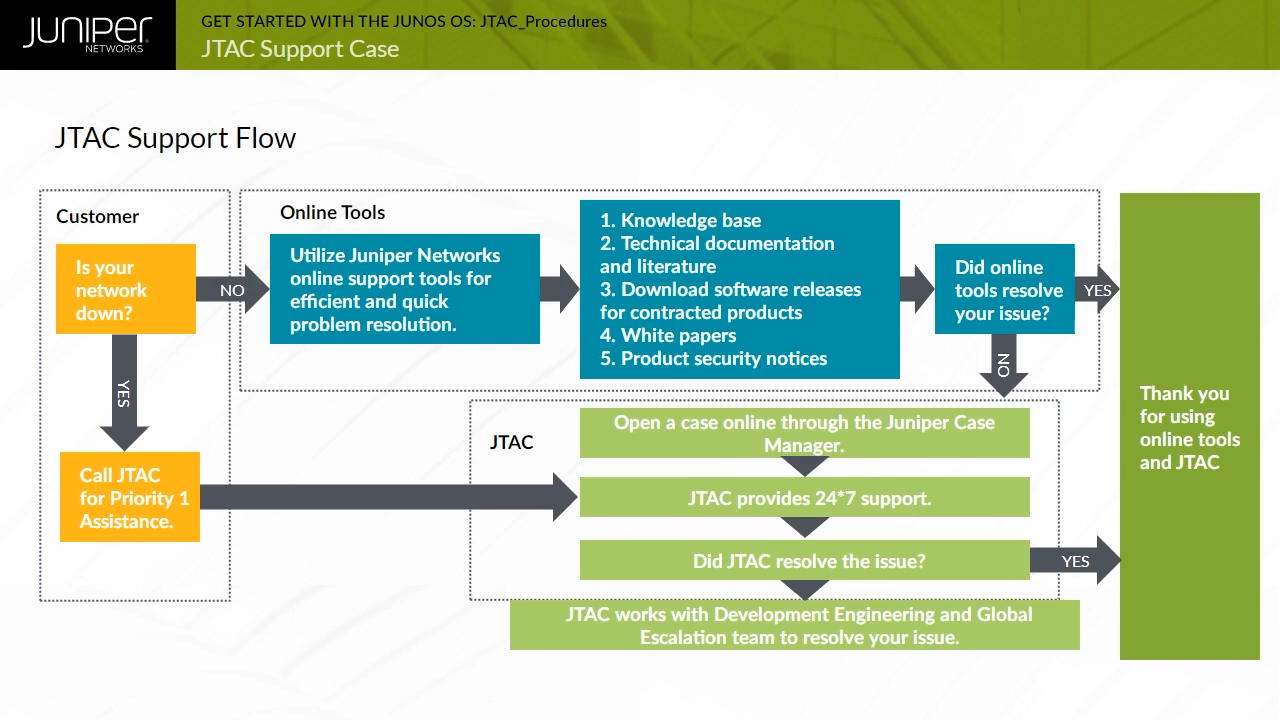 JUNIPER
NETWORKS
GET STARTED WITH THE JUNOS OS: JTAC_Procedures
JTAC Support Case
JTAC Support Flow
Customer
Is your
network
down?
NO
YES
Call JTAC
for Priority 1
Assistance.
Online Tools
Utilize Juniper Networks
online support tools for
efficient and quick
problem resolution.
1. Knowledge base
2. Technical documentation
and literature
3. Download software releases
for contracted products
4. White papers
5. Product security notices
Did online
tools resolve
your issue?
YES
NO
JTAC
Open a case online through the Juniper Case
Manager.
JTAC provides 24*7 support.
Did JTAC resolve the issue?
YES
JTAC works with Development Engineering and Global
Escalation team to resolve your issue.
Thank you
for using
online tools
and JTAC